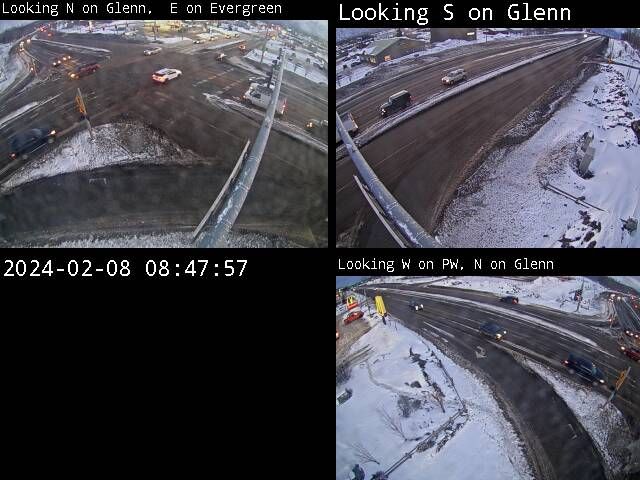 Looking N on Glenn,  E on Evergreen
Looking S on Glenn
2024-02-08 08:47:57
Looking W on PW, N on Glenn